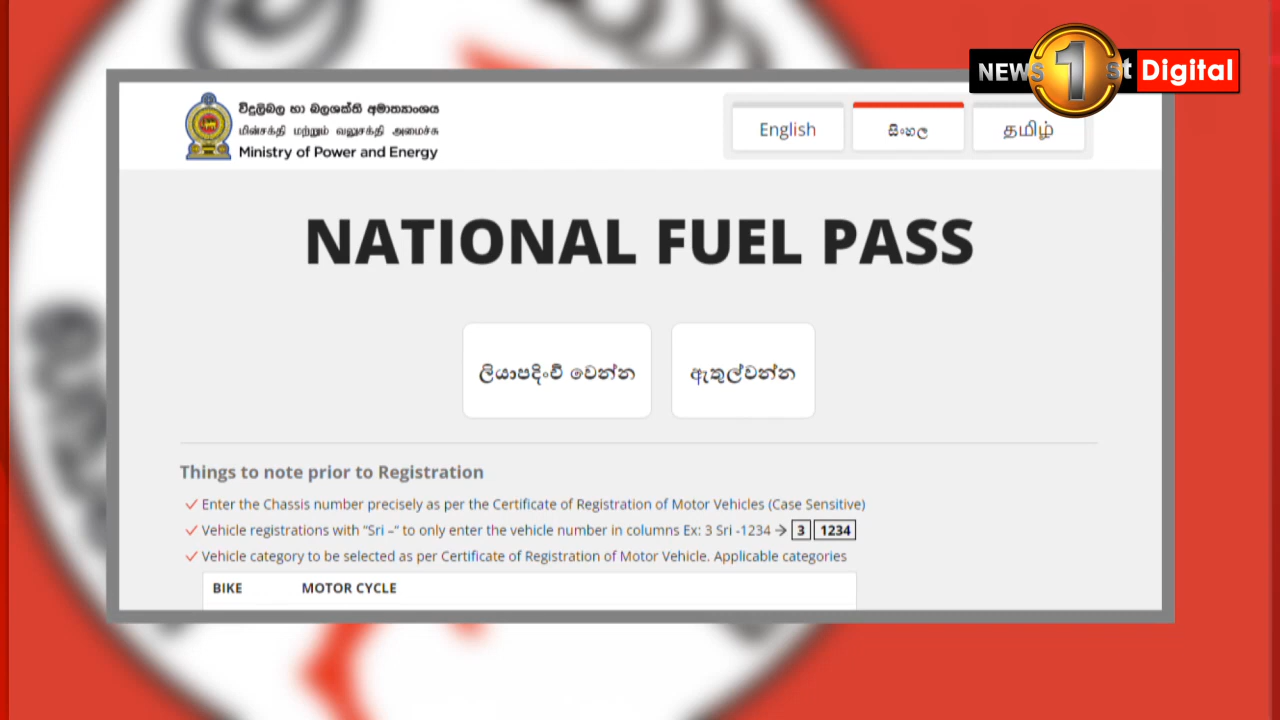 NEWS 1st Digital
විදුලිබල හා බලශක්ති අමාත්‍යාංශය
மின்சக்தி மற்றும் வலுசக்தி அமைச்சு
Ministry of Power and Energy
English සිංහල தமிழ்
NATIONAL FUEL PASS
ලියාපදිංචි වෙන්න ඇතුල්වන්න
Things to note prior to Registration
Enter the Chassis number precisely as per the Certificate of Registration of Motor Vehicles (Case Sensitive)
Vehicle registrations with “Sri –“ to only enter the vehicle number in columns Ex: 3 Sri -1234 → 3 1234
Vehicle category to be selected as per Certificate of Registration of Motor Vehicle. Applicable categories
BIKE MOTOR CYCLE